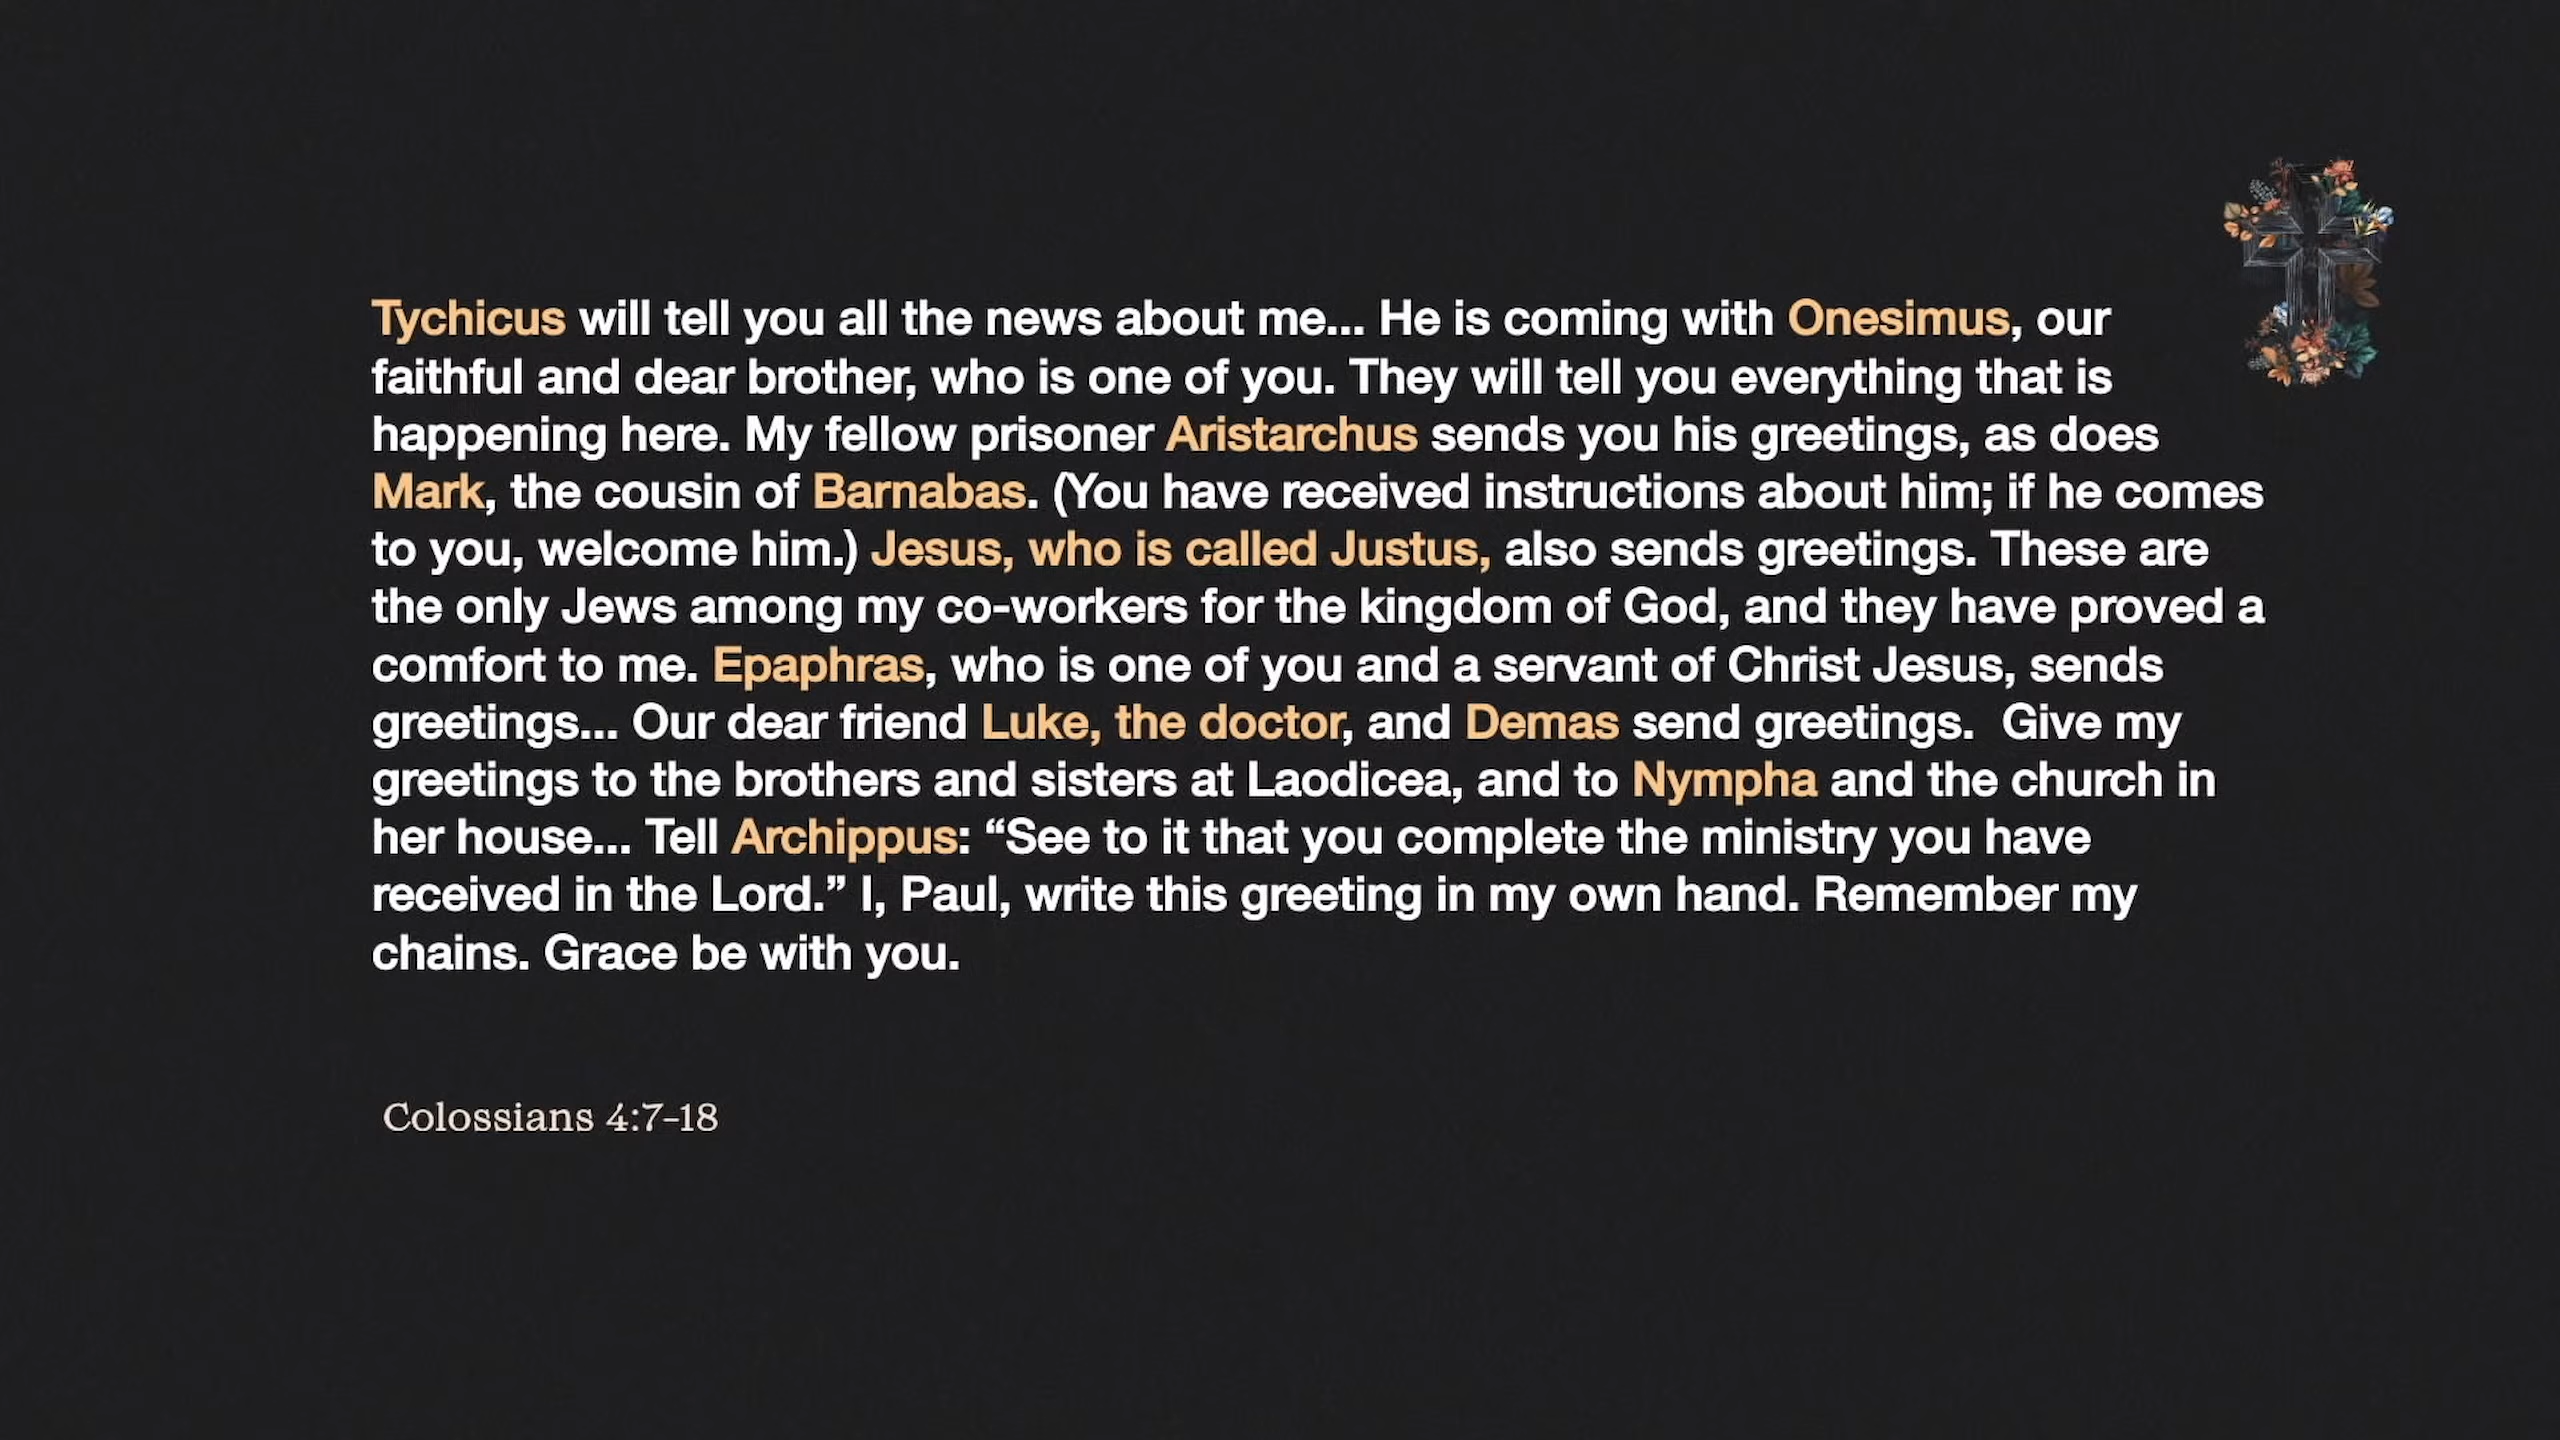 Tychicus will tell you all the news about me... He is coming with Onesimus, our
faithful and dear brother, who is one of you. They will tell you everything that is
happening here. My fellow prisoner Aristarchus sends you his greetings, as does
Mark, the cousin of Barnabas. (You have received instructions about him; if he comes
to you, welcome him.) Jesus, who is called Justus, also sends greetings. These are
the only Jews among my co-workers for the kingdom of God, and they have proved a
comfort to me. Epaphras, who is one of you and a servant of Christ Jesus, sends
greetings... Our dear friend Luke, the doctor, and Demas send greetings.  Give my
greetings to the brothers and sisters at Laodicea, and to Nympha and the church in
her house... Tell Archippus: “See to it that you complete the ministry you have
received in the Lord.” I, Paul, write this greeting in my own hand. Remember my
chains. Grace be with you.
Colossians 4:7–18